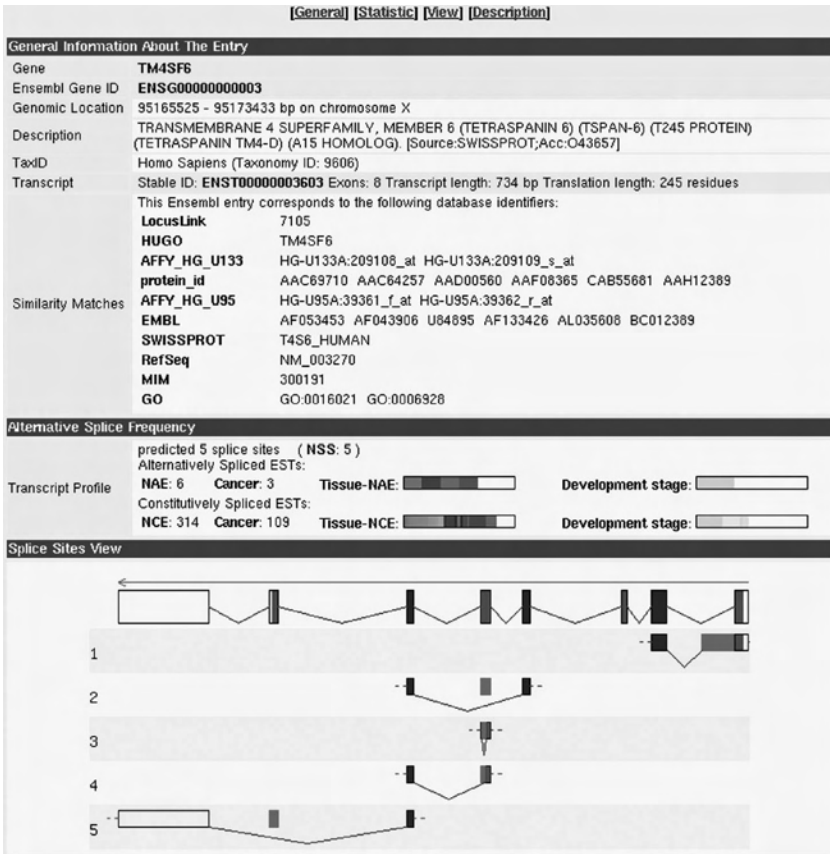 [General] [Statistic] [View] [Description]
General Information About The Entry
Gene TM4SF6
Ensembl Gene ID ENSG00000000003
Genomic Location 95165525 - 95173433 bp on chromosome X
Description TRANSMEMBRANE 4 SUPERFAMILY, MEMBER 6 (TETRASPANIN 6) (TSPAN-6) (T245 PROTEIN)
(TETRASPANIN TM4-D) (A15 HOMOLOG). [Source:SWISSPROT;Acc:O43657]
TaxID Homo Sapiens (Taxonomy ID: 9606)
Transcript Stable ID: ENST00000003603 Exons: 8 Transcript length: 734 bp Translation length: 245 residues
Similarity Matches This Ensembl entry corresponds to the following database identifiers:
LocusLink 7105
HUGO TM4SF6
AFFY_HG_U133 HG-U133A:209108_at HG-U133A:209109_s_at
protein_id AAC69710 AAC64257 AAD00560 AAF08365 CAB55681 AAH12389
AFFY_HG_U95 HG-U95A:39361_f_at HG-U95A:39362_r_at
EMBL AF053453 AF043906 U84895 AF133426 AL035608 BC012389
SWISSPROT T4S6_HUMAN
RefSeq NM_003270
MIM 300191
GO GO:0016021 GO:0006928
Alternative Splice Frequency
Transcript Profile predicted 5 splice sites ( NSS: 5 )
Alternatively Spliced ESTs:
NAE: 6 Cancer: 3 Tissue-NAE: Development stage:
Constitutively Spliced ESTs:
NCE: 314 Cancer: 109 Tissue-NCE: Development stage:
Splice Sites View
1
2
3
4
5